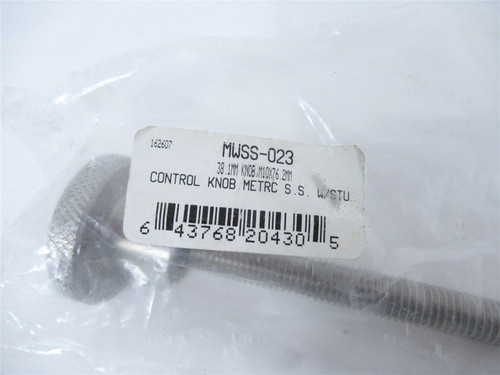 162607
MWSS-023
38.1MM KNOB,M10X76.2MM
CONTROL KNOB METRC S.S. W/STU
6 43768 20430 5